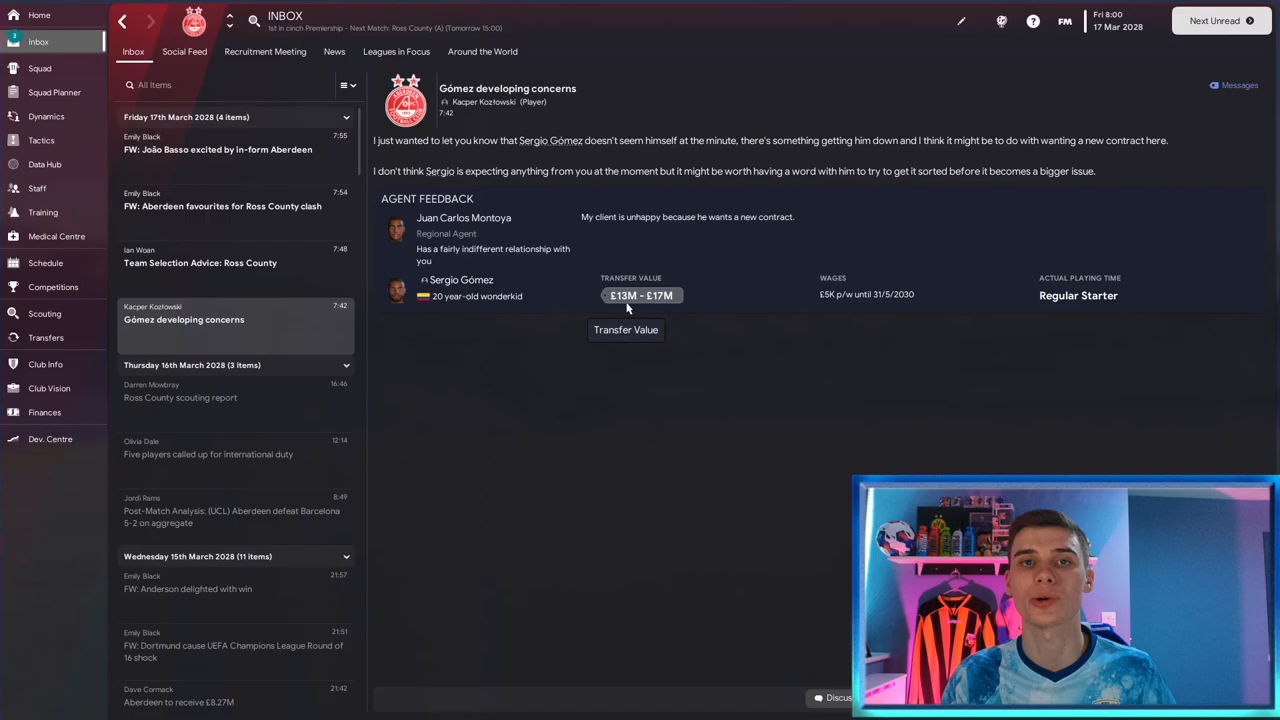 Home
INBOX
1st in cinch Premiership - Next Match: Ross County (A) (Tomorrow 15:00)
FM
Fri 8:00
17 Mar 2028
Next Unread
3
Inbox
Squad
Squad Planner
Dynamics
Tactics
Data Hub
Staff
Training
Medical Centre
Schedule
Competitions
Scouting
Transfers
Club Info
Club Vision
Finances
Dev. Centre
Inbox
Social Feed
Recruitment Meeting
News
Leagues in Focus
Around the World
All Items
Friday 17th March 2028 (4 items)
Emily Black
7:55
FW: João Basso excited by in-form Aberdeen
Emily Black
7:54
FW: Aberdeen favourites for Ross County clash
Ian Woan
7:48
Team Selection Advice: Ross County
Kacper Kozłowski
7:42
Gómez developing concerns
Thursday 16th March 2028 (3 items)
Darren Mowbray
16:46
Ross County scouting report
Olivia Dale
12:14
Five players called up for international duty
Jordi Rams
8:49
Post-Match Analysis: (UCL) Aberdeen defeat Barcelona
5-2 on aggregate
Wednesday 15th March 2028 (11 items)
Emily Black
21:57
FW: Anderson delighted with win
Emily Black
21:51
FW: Dortmund cause UEFA Champions League Round of
16 shock
Dave Cormack
21:42
Aberdeen to receive £8.27M
Gómez developing concerns
Kacper Kozłowski (Player)
7:42
Messages
I just wanted to let you know that Sergio Gómez doesn't seem himself at the minute, there's something getting him down and I think it might be to do with wanting a new contract here.
I don't think Sergio is expecting anything from you at the moment but it might be worth having a word with him to try to get it sorted before it becomes a bigger issue.
AGENT FEEDBACK
Juan Carlos Montoya
Regional Agent
Has a fairly indifferent relationship with
you
My client is unhappy because he wants a new contract.
Sergio Gómez
20 year-old wonderkid
TRANSFER VALUE
£13M - £17M
WAGES
£5K p/w until 31/5/2030
ACTUAL PLAYING TIME
Regular Starter
Transfer Value
Discus